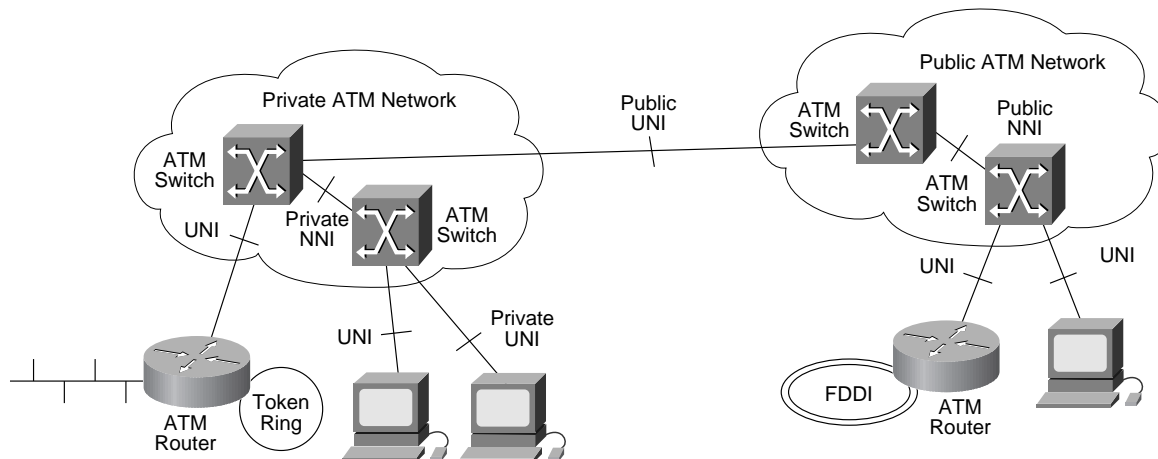 Private ATM Network
Public ATM Network
Public
UNI
ATM
Switch
Public
NNI
ATM
Switch
ATM
Switch
UNI
Private
NNI
ATM
Switch
ATM
Switch
UNI
UNI
UNI
Private
UNI
ATM
Router
Token
Ring
FDDI
ATM
Router